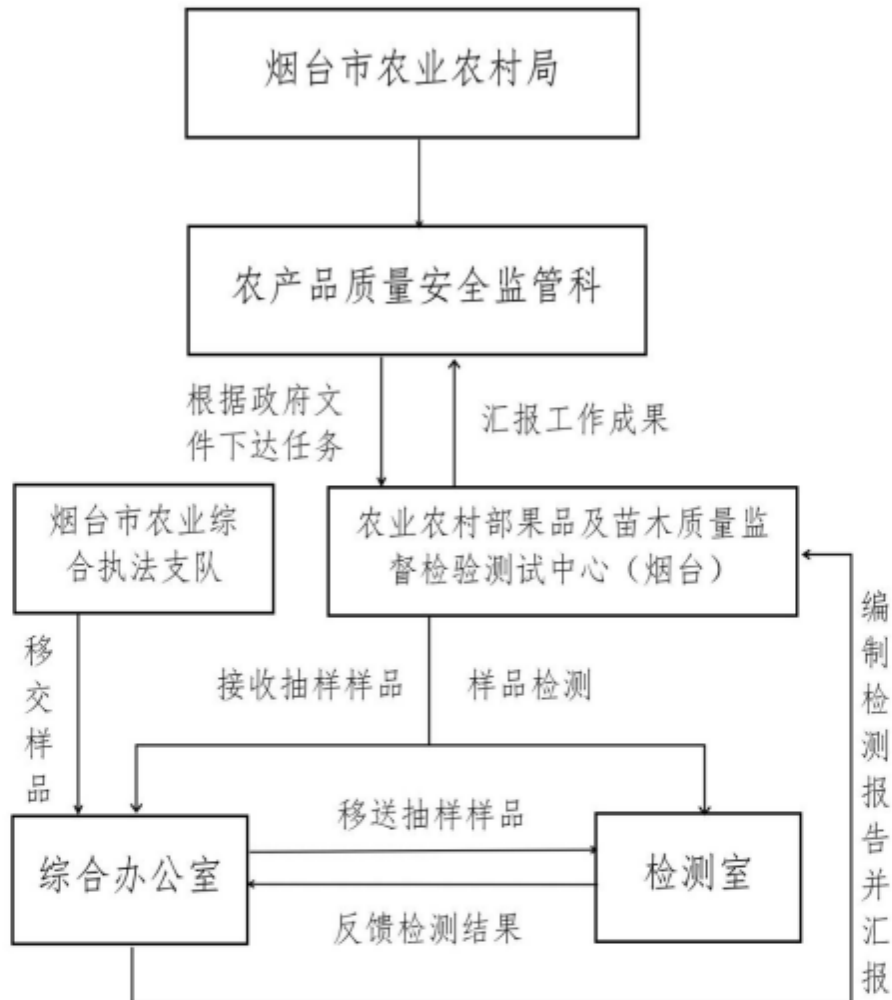 烟台市农业农村局
农产品质量安全监管科
根据政府文
件下达任务
汇报工作成果
烟台市农业综
合执法支队
农业农村部果品及苗木质量监
督检验测试中心（烟台）
移交样品
接收抽样样品
样品检测
编制检测报告并汇报
移送抽样样品
综合办公室
检测室
反馈检测结果